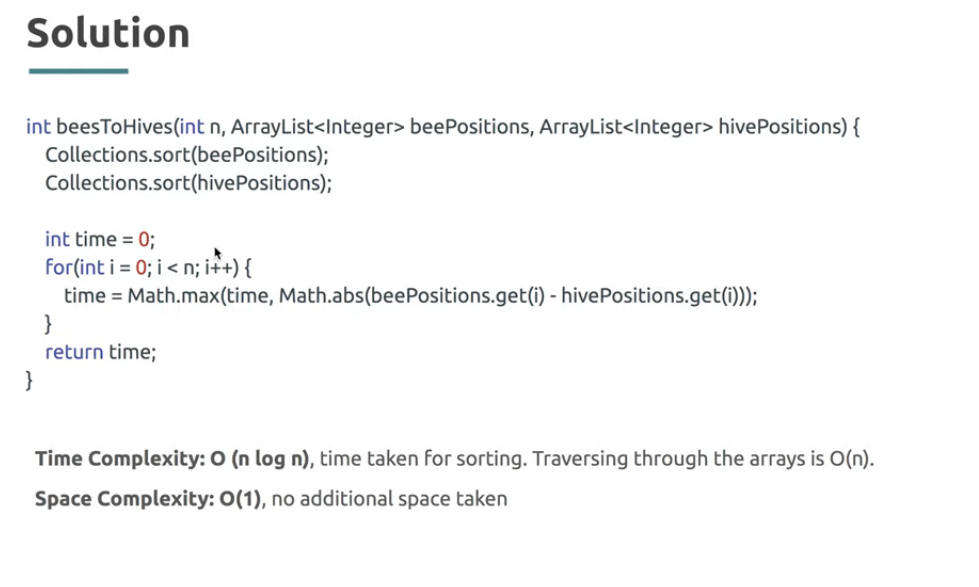 Solution
int beesToHives(int n, ArrayList<Integer> beePositions, ArrayList<Integer> hivePositions) {
Collections.sort(beePositions);
Collections.sort(hivePositions);
int time = 0;
for(int i = 0; i < n; i++) {
time = Math.max(time, Math.abs(beePositions.get(i) - hivePositions.get(i)));
}
return time;
}
Time Complexity: O (n log n), time taken for sorting. Traversing through the arrays is O(n).
Space Complexity: O(1), no additional space taken